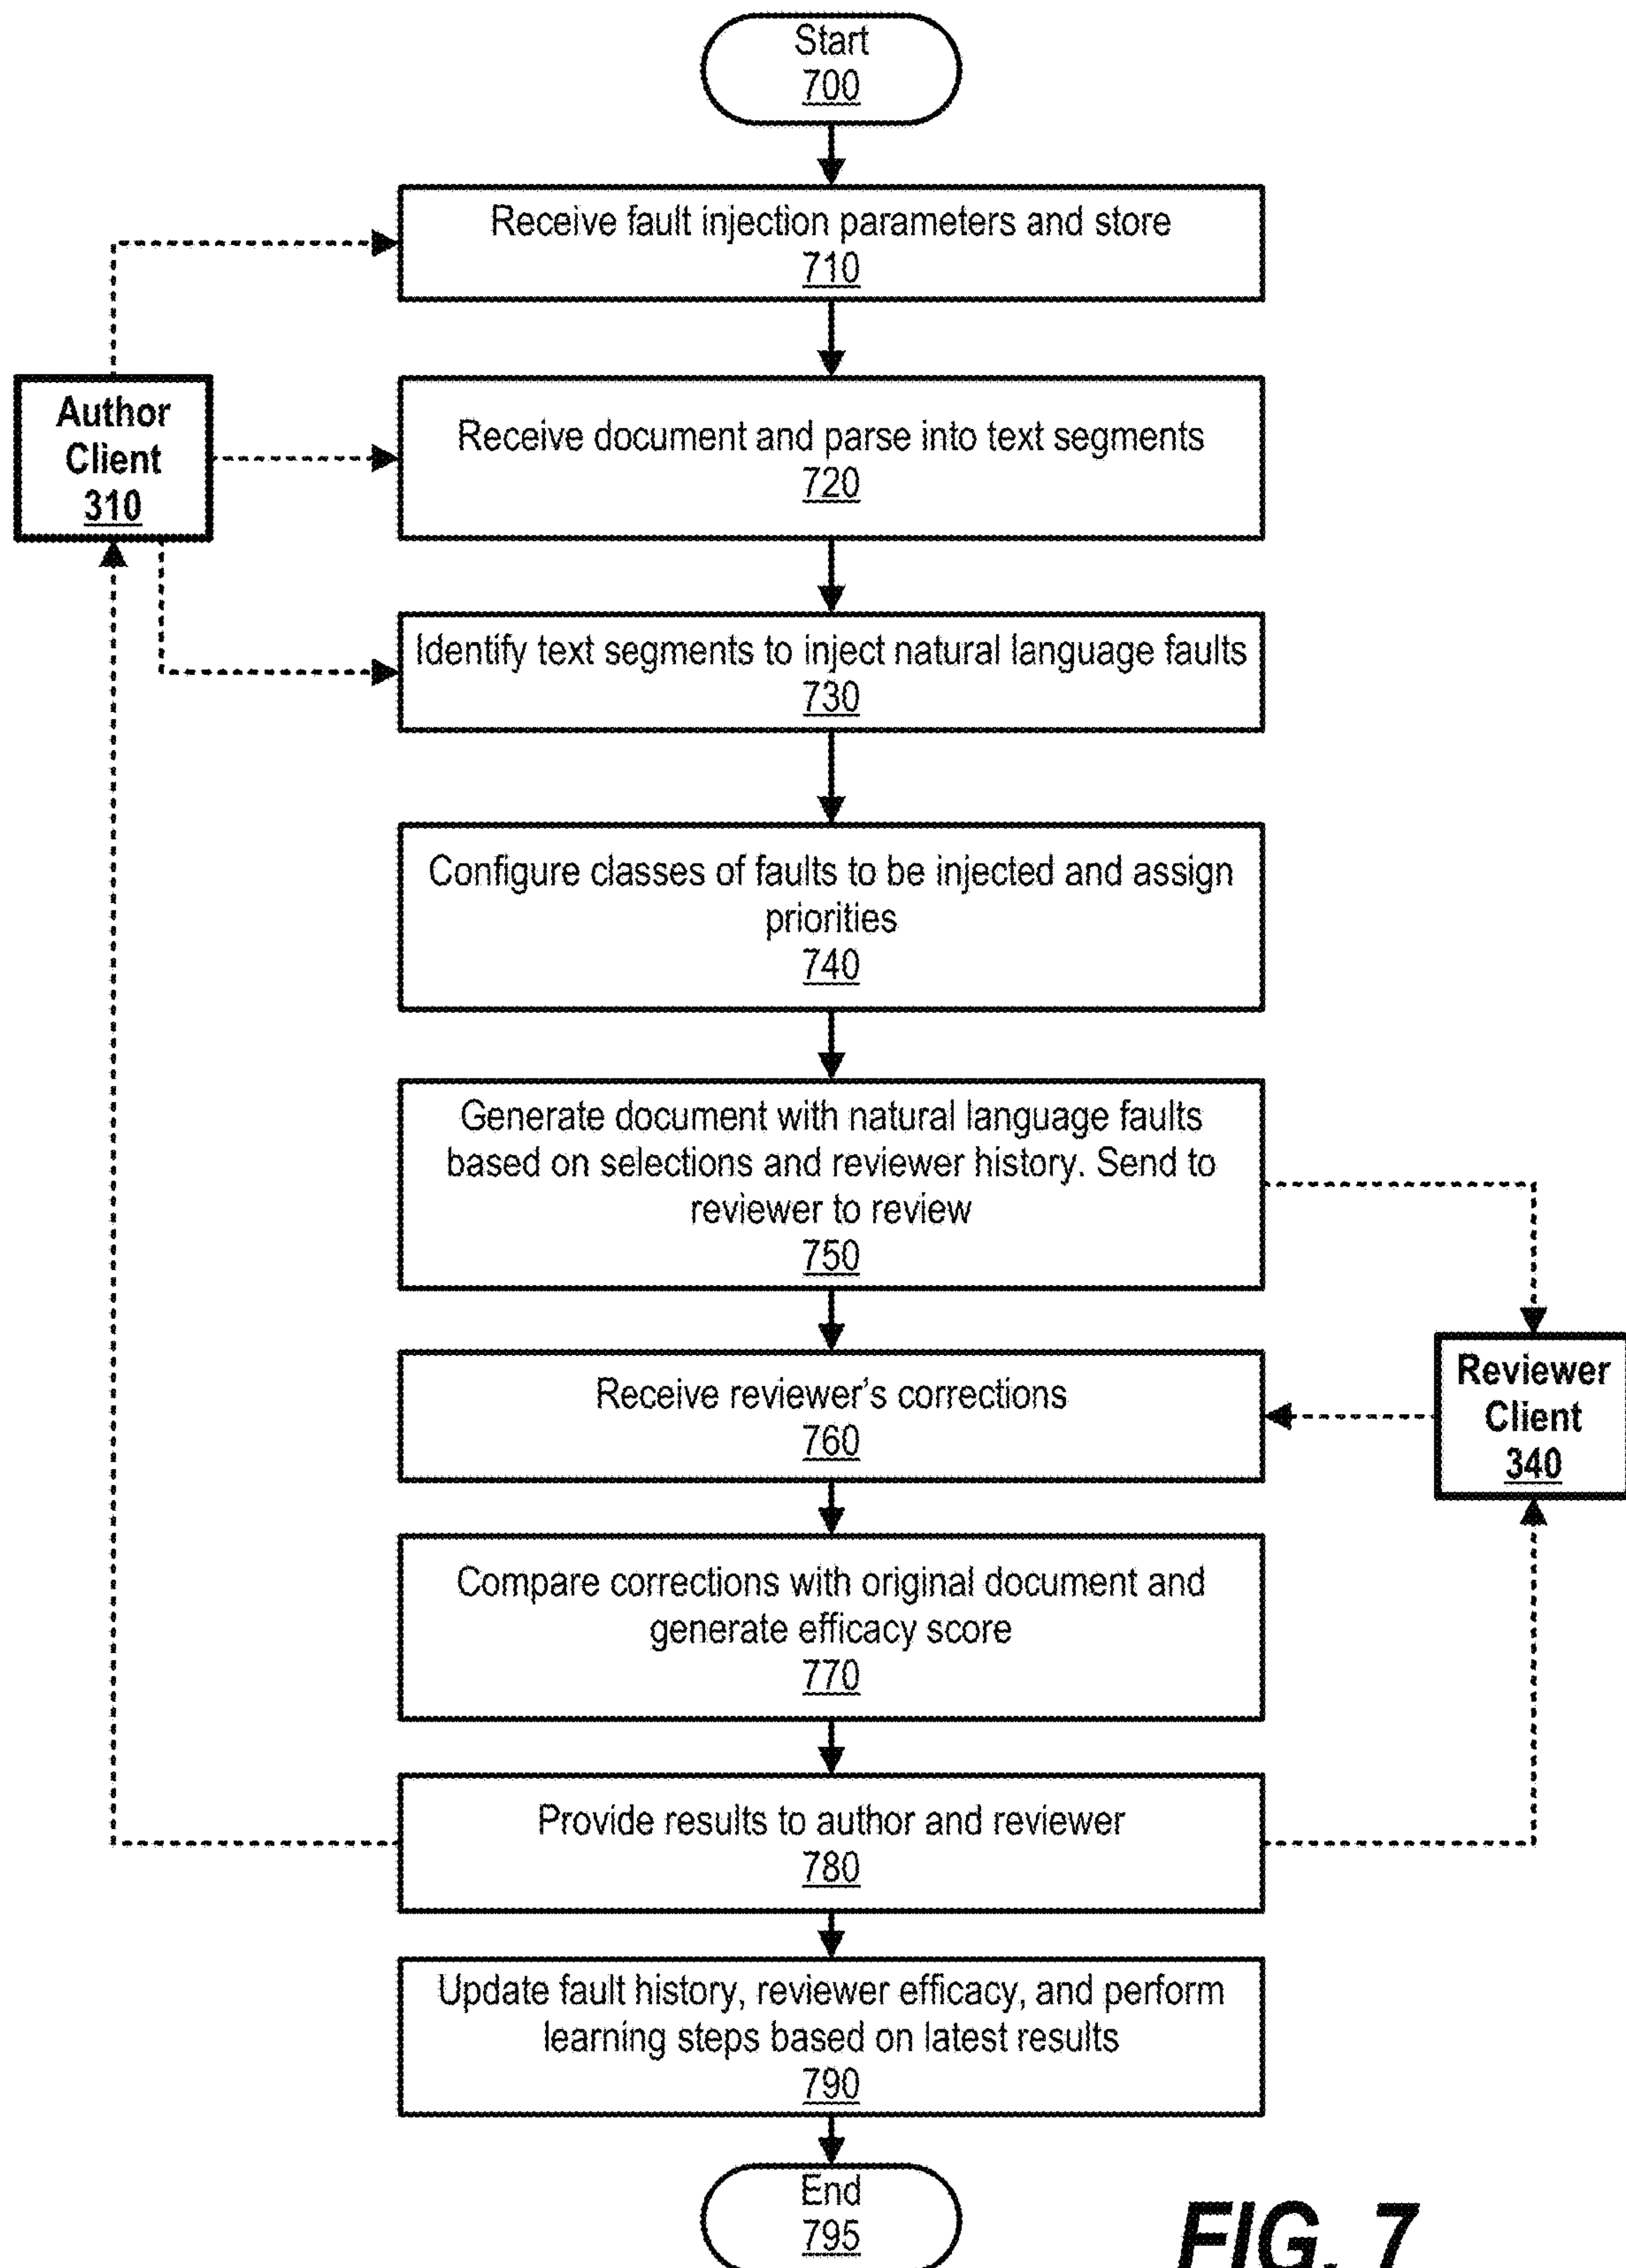 Start
700
Receive fault injection parameters and store
710
Author
Client
310
Receive document and parse into text segments
720
Identify text segments to inject natural language faults
730
Configure classes of faults to be injected and assign
priorities
740
Generate document with natural language faults
based on selections and reviewer history. Send to
reviewer to review
750
Reviewer
Client
340
Receive reviewer's corrections
760
Compare corrections with original document and
generate efficacy score
770
Provide results to author and reviewer
780
Update fault history, reviewer efficacy, and perform
learning steps based on latest results
790
End
795
FIG. 7